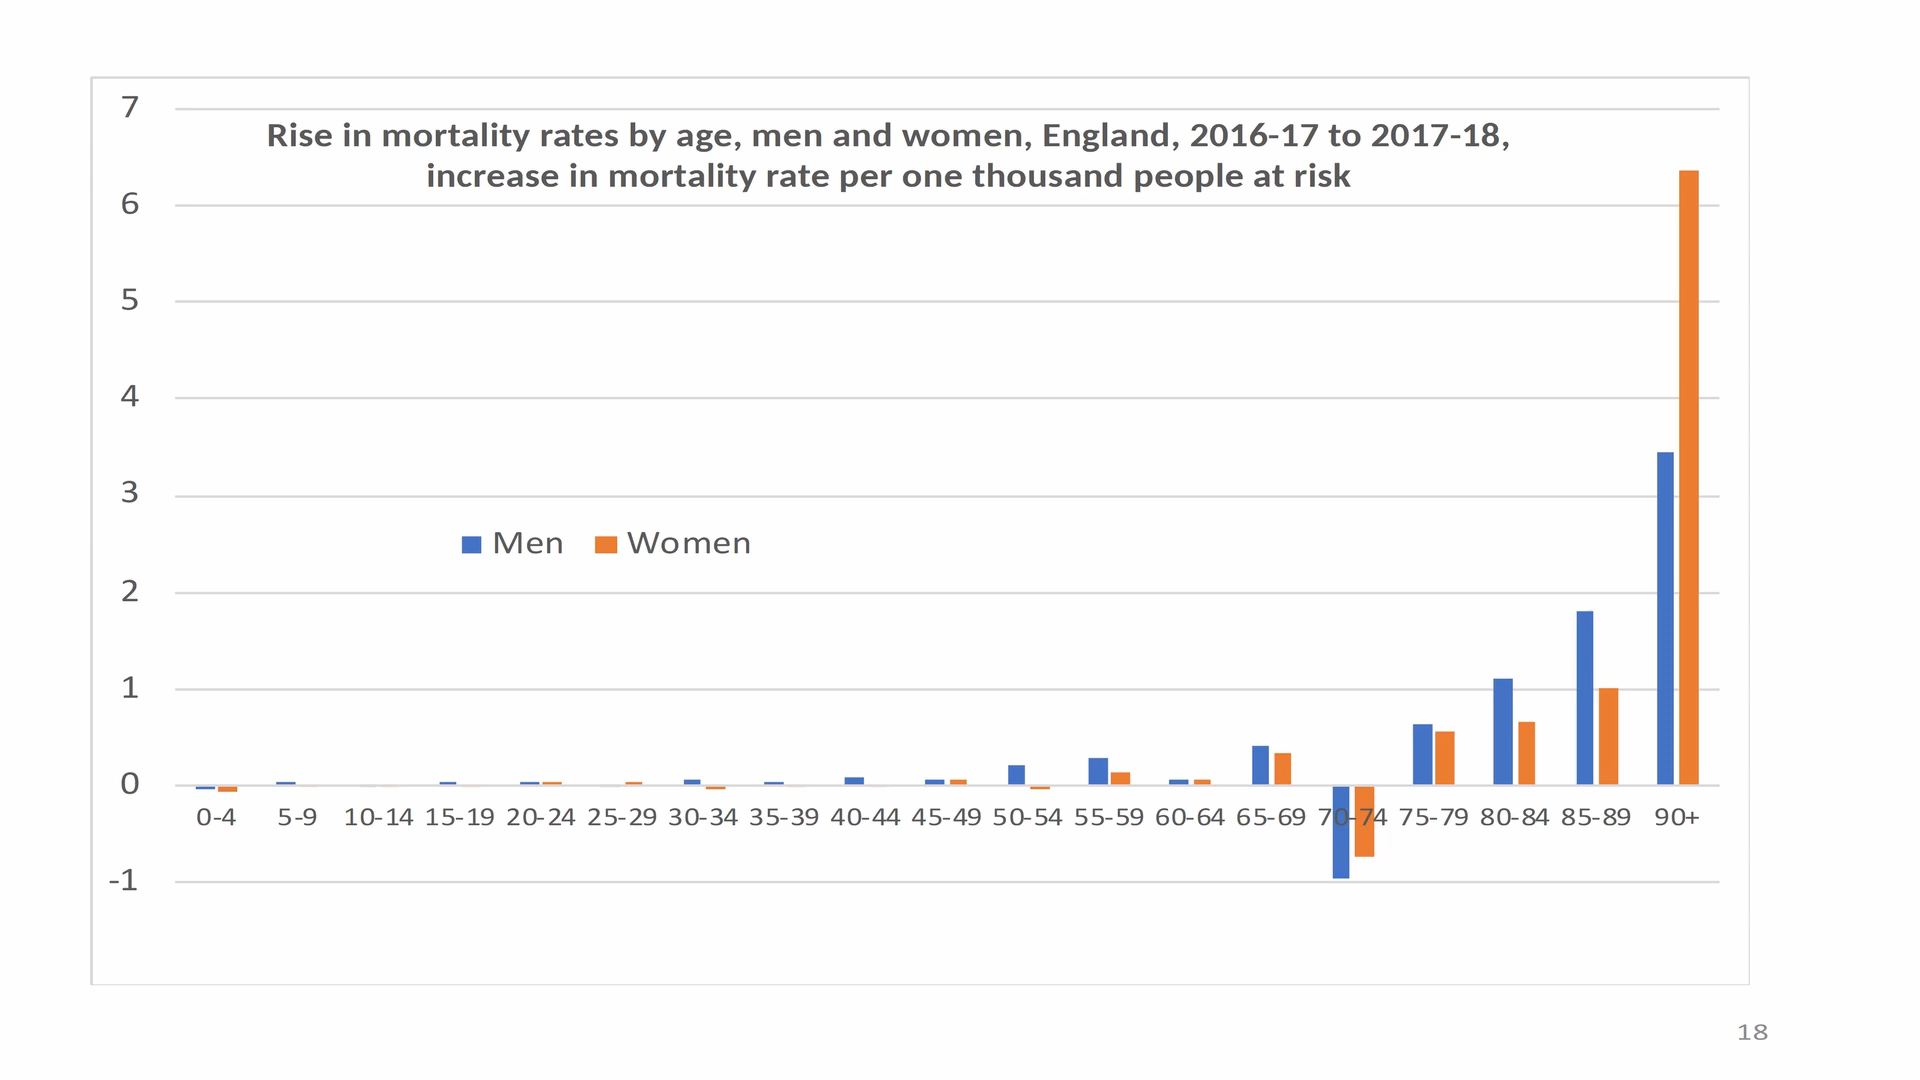 7
Rise in mortality rates by age, men and women, England, 2016-17 to 2017-18,
increase in mortality rate per one thousand people at risk
6
5
4
3
Men Women
2
1
0
0-4 5-9 10-14 15-19 20-24 25-29 30-34 35-39 40-44 45-49 50-54 55-59 60-64 65-69 70-74 75-79 80-84 85-89 90+
-1
18